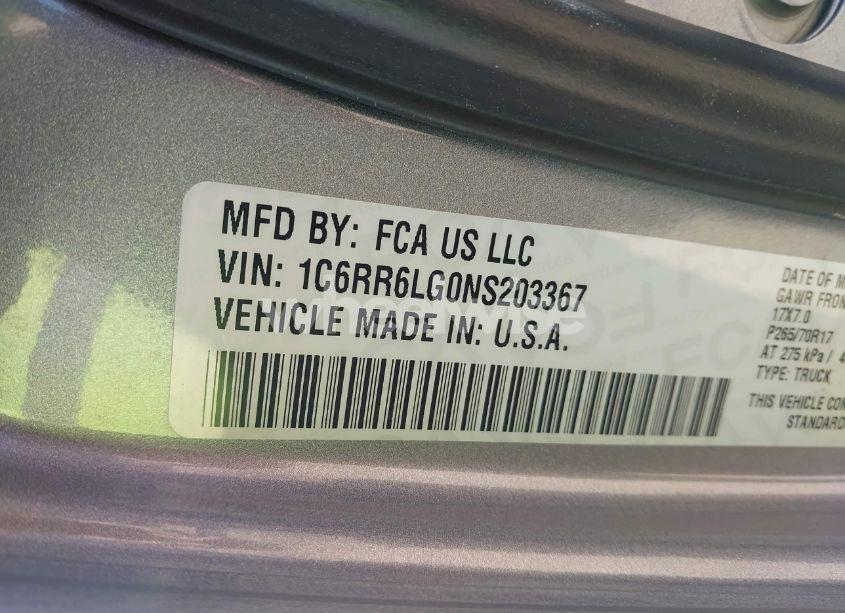 MFD BY: FCA US LLC
VIN: 1C6RR6LG0NS203367
VEHICLE MADE IN: U.S.A.
DATE OF M
GAWR FRON
17X7.0
P265/70R17
AT 275 kPa / 4
TYPE: TRUCK
THIS VEHICLE CON
STANDARD